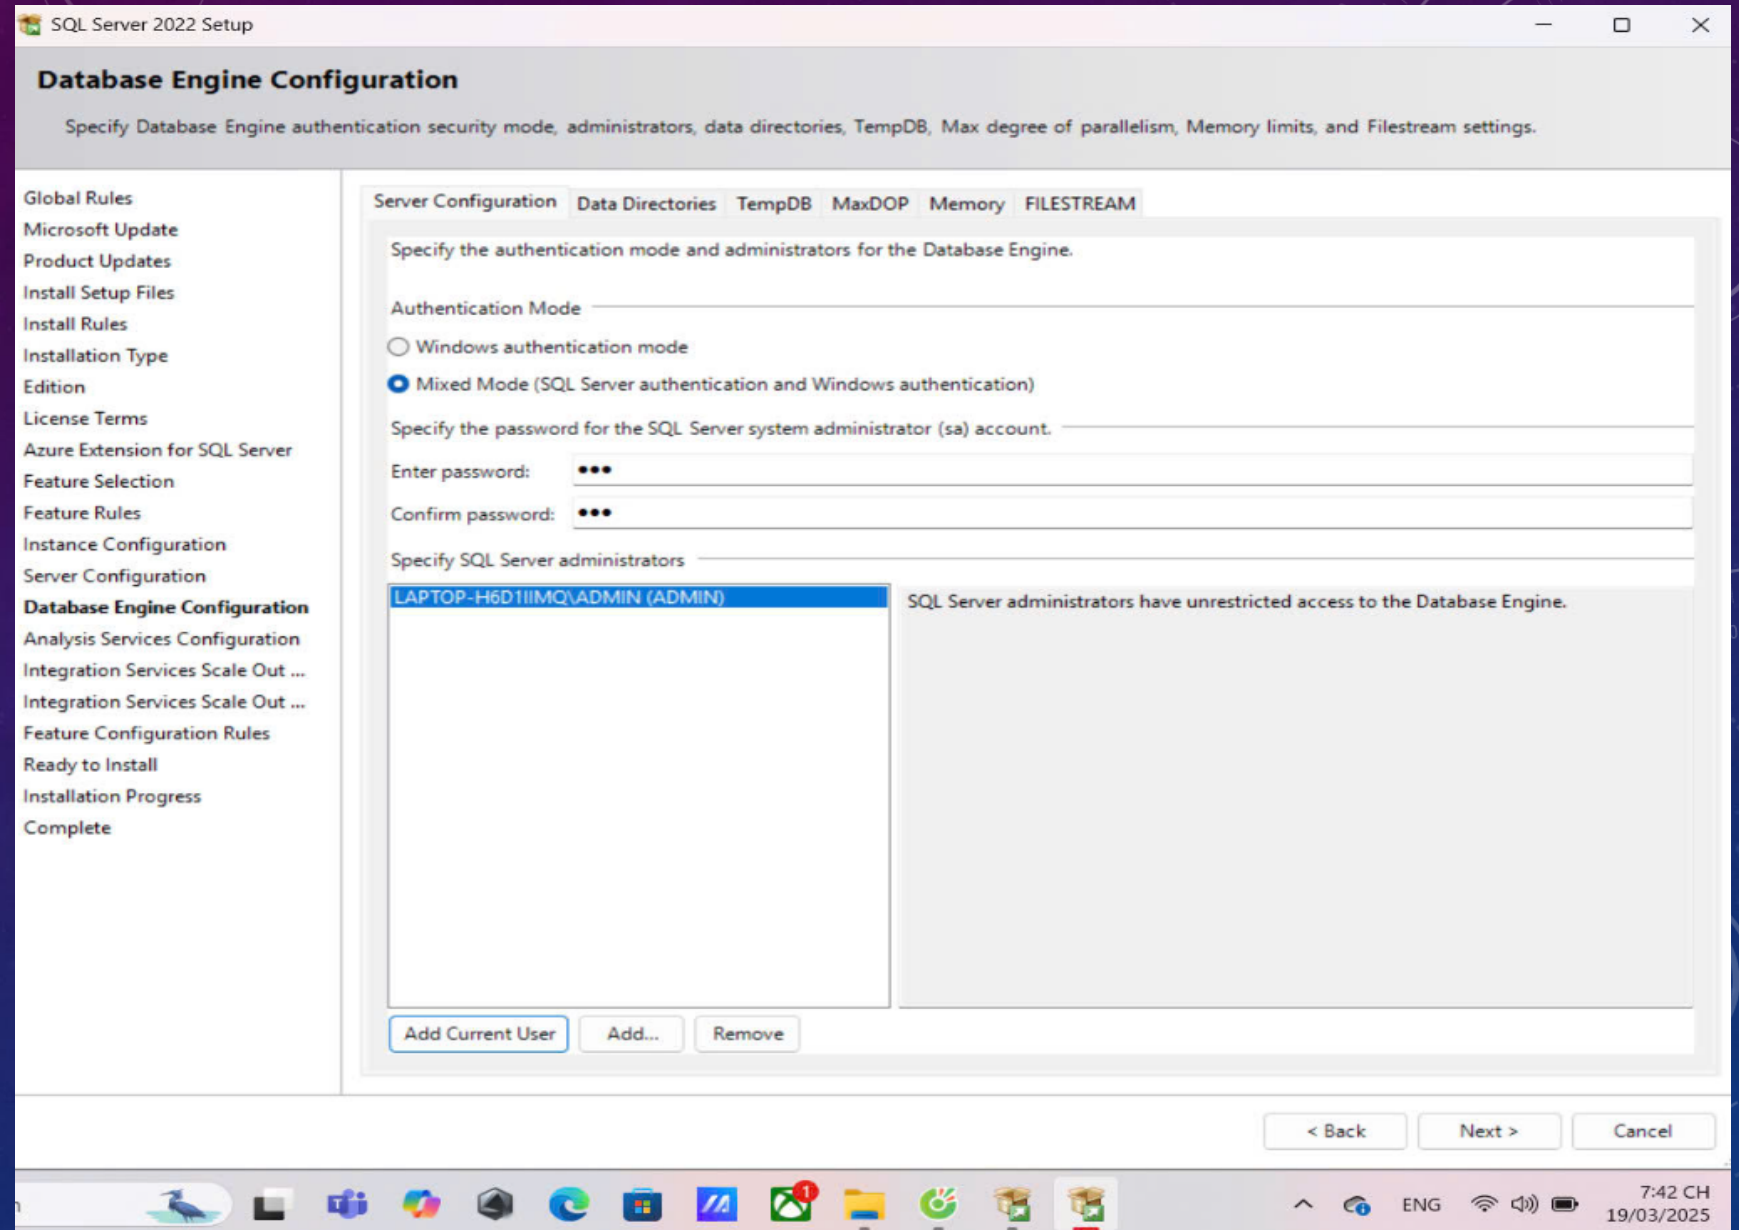 SQL Server 2022 Setup
Database Engine Configuration
Specify Database Engine authentication security mode, administrators, data directories, TempDB, Max degree of parallelism, Memory limits, and Filestream settings.
Global Rules
Microsoft Update
Product Updates
Install Setup Files
Install Rules
Installation Type
Edition
License Terms
Azure Extension for SQL Server
Feature Selection
Feature Rules
Instance Configuration
Server Configuration
Database Engine Configuration
Analysis Services Configuration
Integration Services Scale Out ...
Integration Services Scale Out ...
Feature Configuration Rules
Ready to Install
Installation Progress
Complete
Server Configuration Data Directories TempDB MaxDOP Memory FILESTREAM
Specify the authentication mode and administrators for the Database Engine.
Authentication Mode
Windows authentication mode
Mixed Mode (SQL Server authentication and Windows authentication)
Specify the password for the SQL Server system administrator (sa) account.
Enter password: •••
Confirm password: •••
Specify SQL Server administrators
LAPTOP-H6D1IIMQ\ADMIN (ADMIN)
SQL Server administrators have unrestricted access to the Database Engine.
Add Current User Add... Remove
< Back Next > Cancel
1
ENG
7:42 CH
19/03/2025